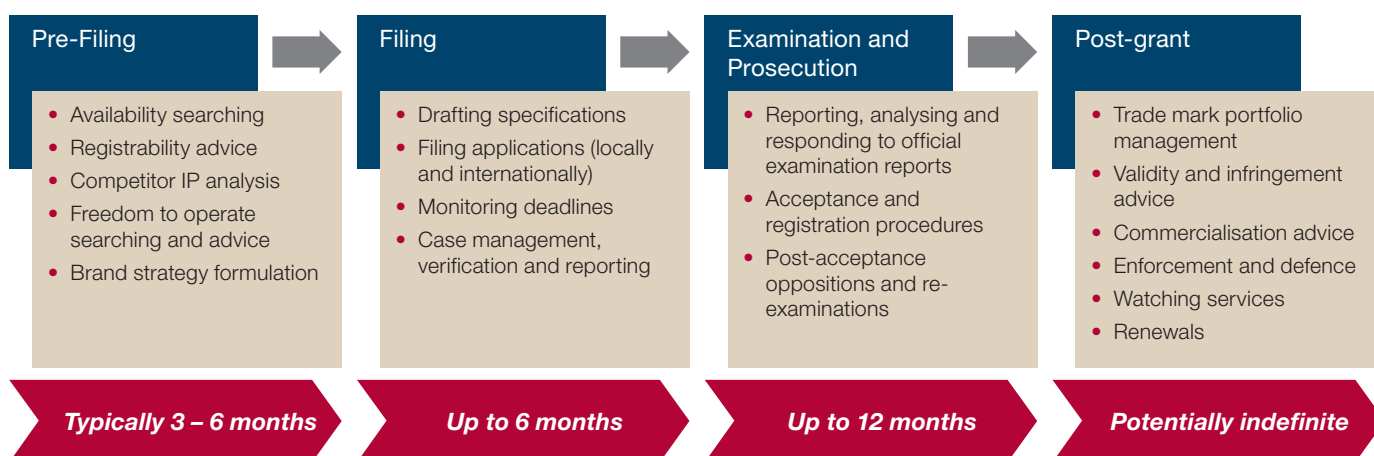 Pre-Filing
• Availability searching
• Registrability advice
• Competitor IP analysis
• Freedom to operate
searching and advice
• Brand strategy formulation
Typically 3 – 6 months
Filing
• Drafting specifications
• Filing applications (locally
and internationally)
• Monitoring deadlines
• Case management,
verification and reporting
Up to 6 months
Examination and
Prosecution
• Reporting, analysing and
responding to official
examination reports
• Acceptance and
registration procedures
• Post-acceptance
oppositions and re-
examinations
Up to 12 months
Post-grant
• Trade mark portfolio
management
• Validity and infringement
advice
• Commercialisation advice
• Enforcement and defence
• Watching services
• Renewals
Potentially indefinite